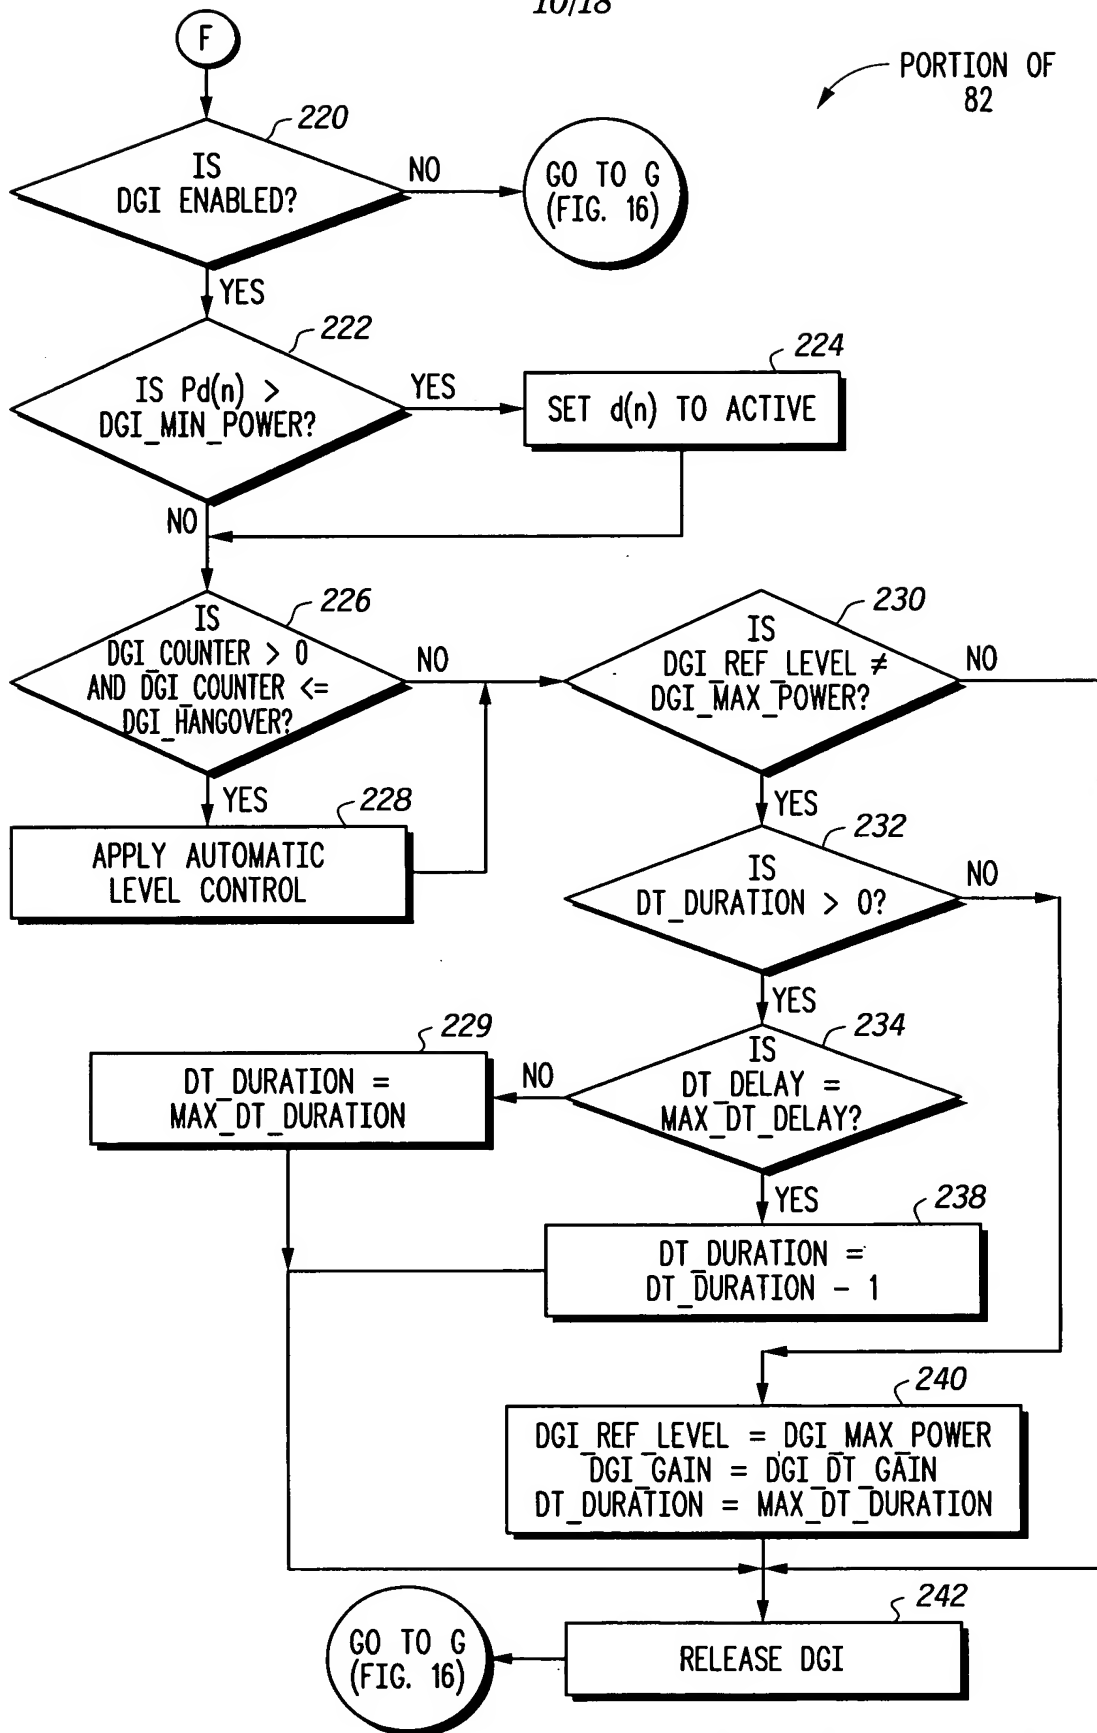 10/18
F
PORTION OF
82
220
IS
DGI ENABLED?
NO
GO TO G
(FIG. 16)
YES
222
IS Pd(n) >
DGI_MIN_POWER?
YES
224
SET d(n) TO ACTIVE
NO
226
IS
DGI_COUNTER > 0
AND DGI_COUNTER <=
DGI_HANGOVER?
NO
230
IS
DGI_REF_LEVEL ≠
DGI_MAX_POWER?
NO
YES
228
APPLY AUTOMATIC
LEVEL CONTROL
YES
232
IS
DT_DURATION > 0?
NO
YES
234
IS
DT_DELAY =
MAX_DT_DELAY?
NO
229
DT_DURATION =
MAX_DT_DURATION
YES
238
DT_DURATION =
DT_DURATION - 1
240
DGI_REF_LEVEL = DGI_MAX_POWER
DGI_GAIN = DGI_DT_GAIN
DT_DURATION = MAX_DT_DURATION
242
RELEASE DGI
GO TO G
(FIG. 16)